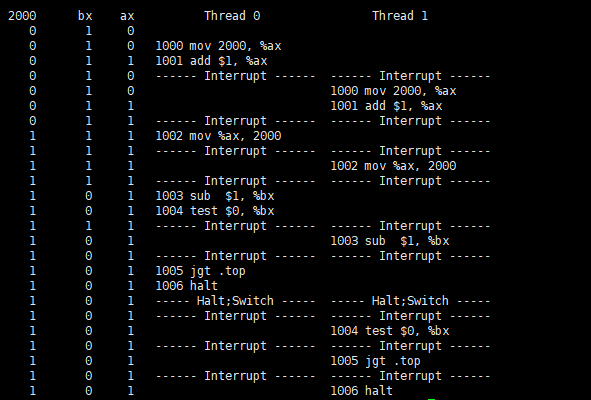 2000 bx ax Thread 0 Thread 1
0 1 0
0 1 0 1000 mov 2000, %ax
0 1 1 1001 add $1, %ax
0 1 0 ------ Interrupt ------ ------ Interrupt ------
0 1 0 1000 mov 2000, %ax
0 1 1 1001 add $1, %ax
0 1 1 ------ Interrupt ------ ------ Interrupt ------
1 1 1 1002 mov %ax, 2000
1 1 1 ------ Interrupt ------ ------ Interrupt ------
1 1 1 1002 mov %ax, 2000
1 1 1 ------ Interrupt ------ ------ Interrupt ------
1 0 1 1003 sub $1, %bx
1 0 1 1004 test $0, %bx
1 1 1 ------ Interrupt ------ ------ Interrupt ------
1 0 1 1003 sub $1, %bx
1 0 1 ------ Interrupt ------ ------ Interrupt ------
1 0 1 1005 jgt .top
1 0 1 1006 halt
1 0 1 ----- Halt;Switch ----- ----- Halt;Switch -----
1 0 1 ------ Interrupt ------ ------ Interrupt ------
1 0 1 1004 test $0, %bx
1 0 1 ------ Interrupt ------ ------ Interrupt ------
1 0 1 1005 jgt .top
1 0 1 ------ Interrupt ------ ------ Interrupt ------
1 0 1 1006 halt